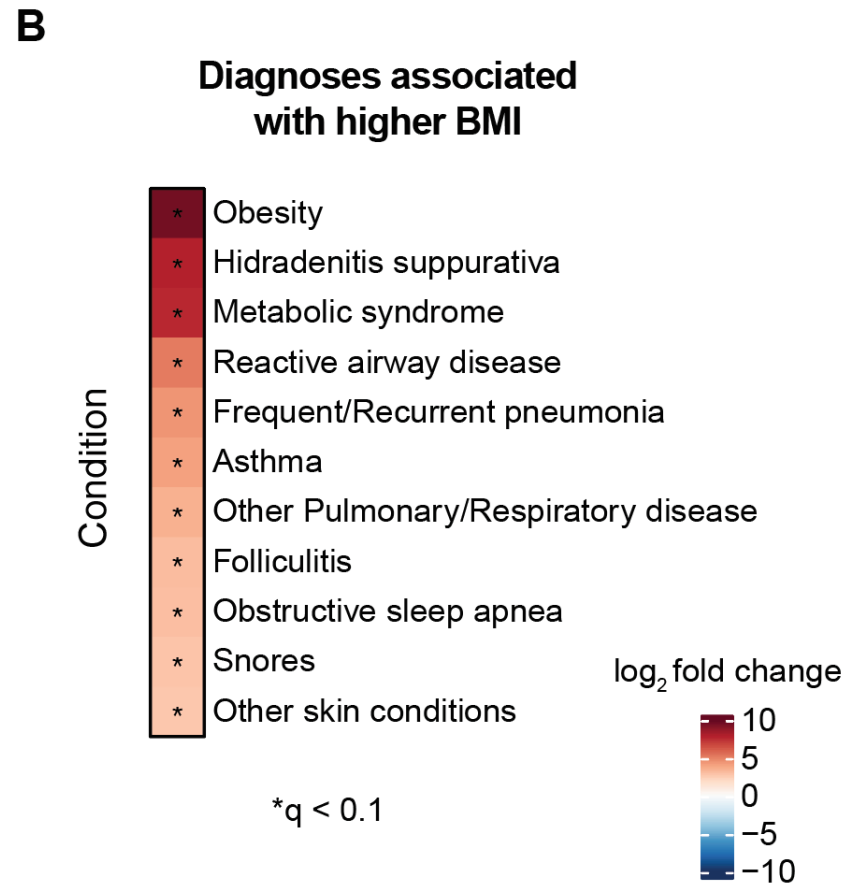 B
Diagnoses associated
with higher BMI
Condition
* Obesity
* Hidradenitis suppurativa
* Metabolic syndrome
* Reactive airway disease
* Frequent/Recurrent pneumonia
* Asthma
* Other Pulmonary/Respiratory disease
* Folliculitis
* Obstructive sleep apnea
* Snores
* Other skin conditions
*q < 0.1
log₂ fold change
10
5
0
−5
−10